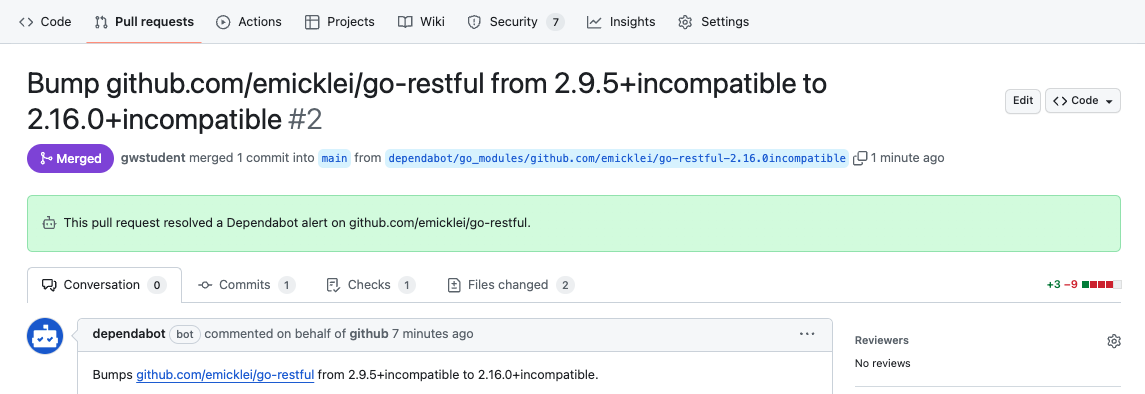 Code Pull requests Actions Projects Wiki Security 7 Insights Settings
Bump github.com/emicklei/go-restful from 2.9.5+incompatible to
2.16.0+incompatible #2
Edit Code
Merged gwstudent merged 1 commit into main from dependabot/go_modules/github.com/emicklei/go-restful-2.16.0incompatible 1 minute ago
This pull request resolved a Dependabot alert on github.com/emicklei/go-restful.
Conversation 0 Commits 1 Checks 1 Files changed 2 +3 −9
dependabot bot commented on behalf of github 7 minutes ago ...
Bumps github.com/emicklei/go-restful from 2.9.5+incompatible to 2.16.0+incompatible.
Reviewers
No reviews